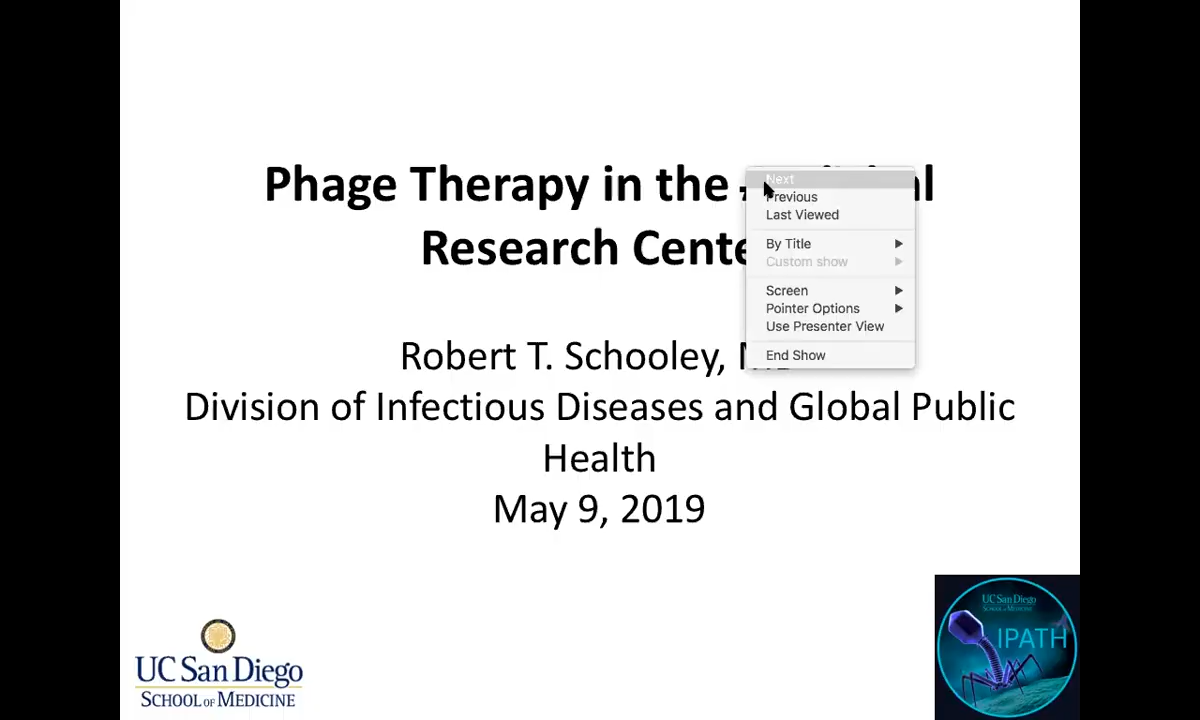 Phage Therapy in the
Research Cente
Robert T. Schooley,
Division of Infectious Diseases and Global Public
Health
May 9, 2019
Next
Previous
Last Viewed
By Title
Custom show
Screen
Pointer Options
Use Presenter View
End Show
UC San Diego
SCHOOL OF MEDICINE
UC San Diego
SCHOOL OF MEDICINE
IPATH